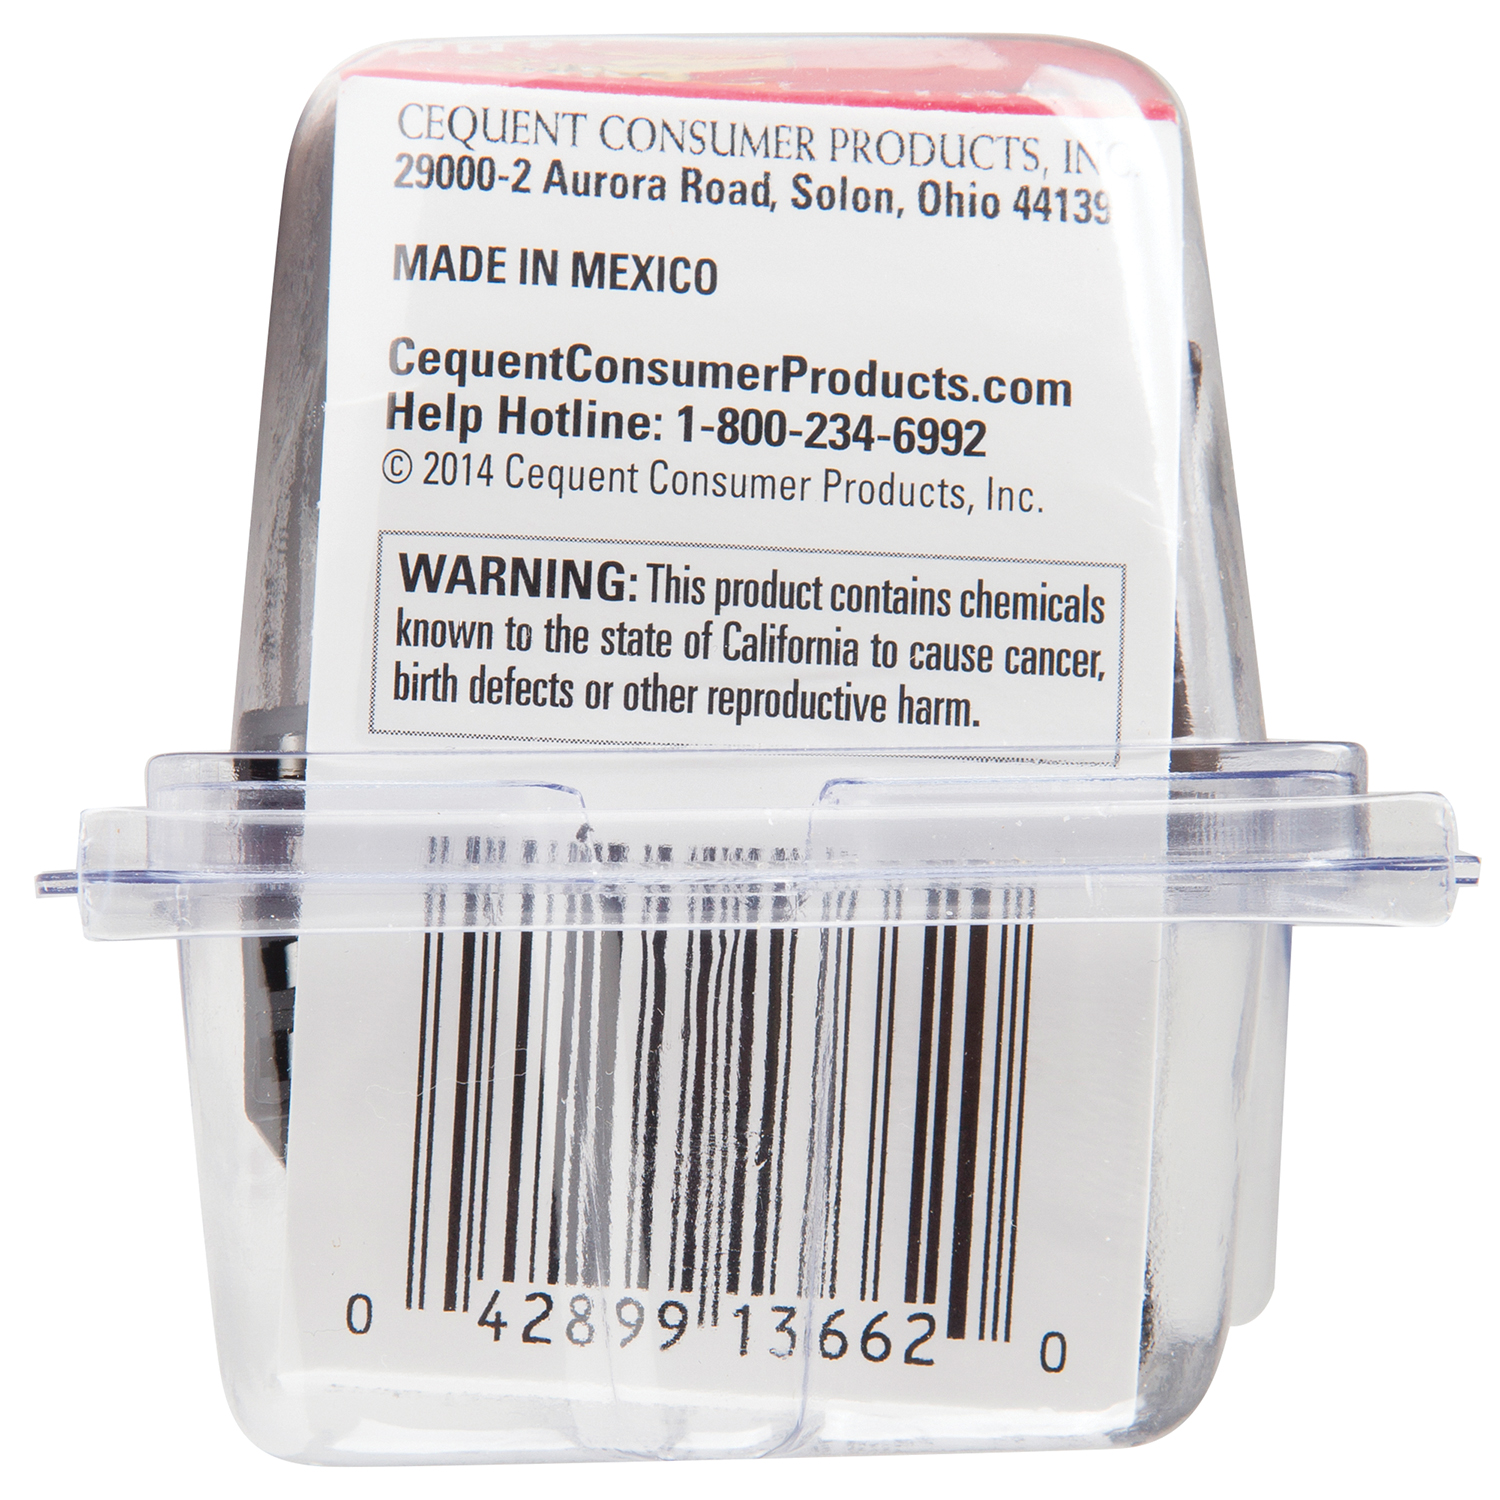 CEQUENT CONSUMER PRODUCTS, INC.
29000-2 Aurora Road, Solon, Ohio 44139
MADE IN MEXICO
CequentConsumerProducts.com
Help Hotline: 1-800-234-6992
© 2014 Cequent Consumer Products, Inc.
WARNING: This product contains chemicals
known to the state of California to cause cancer,
birth defects or other reproductive harm.
0 42899 13662 0